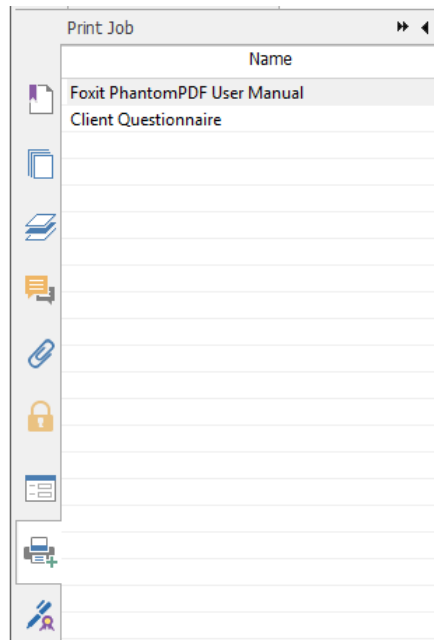 Print Job
Name
Foxit PhantomPDF User Manual
Client Questionnaire